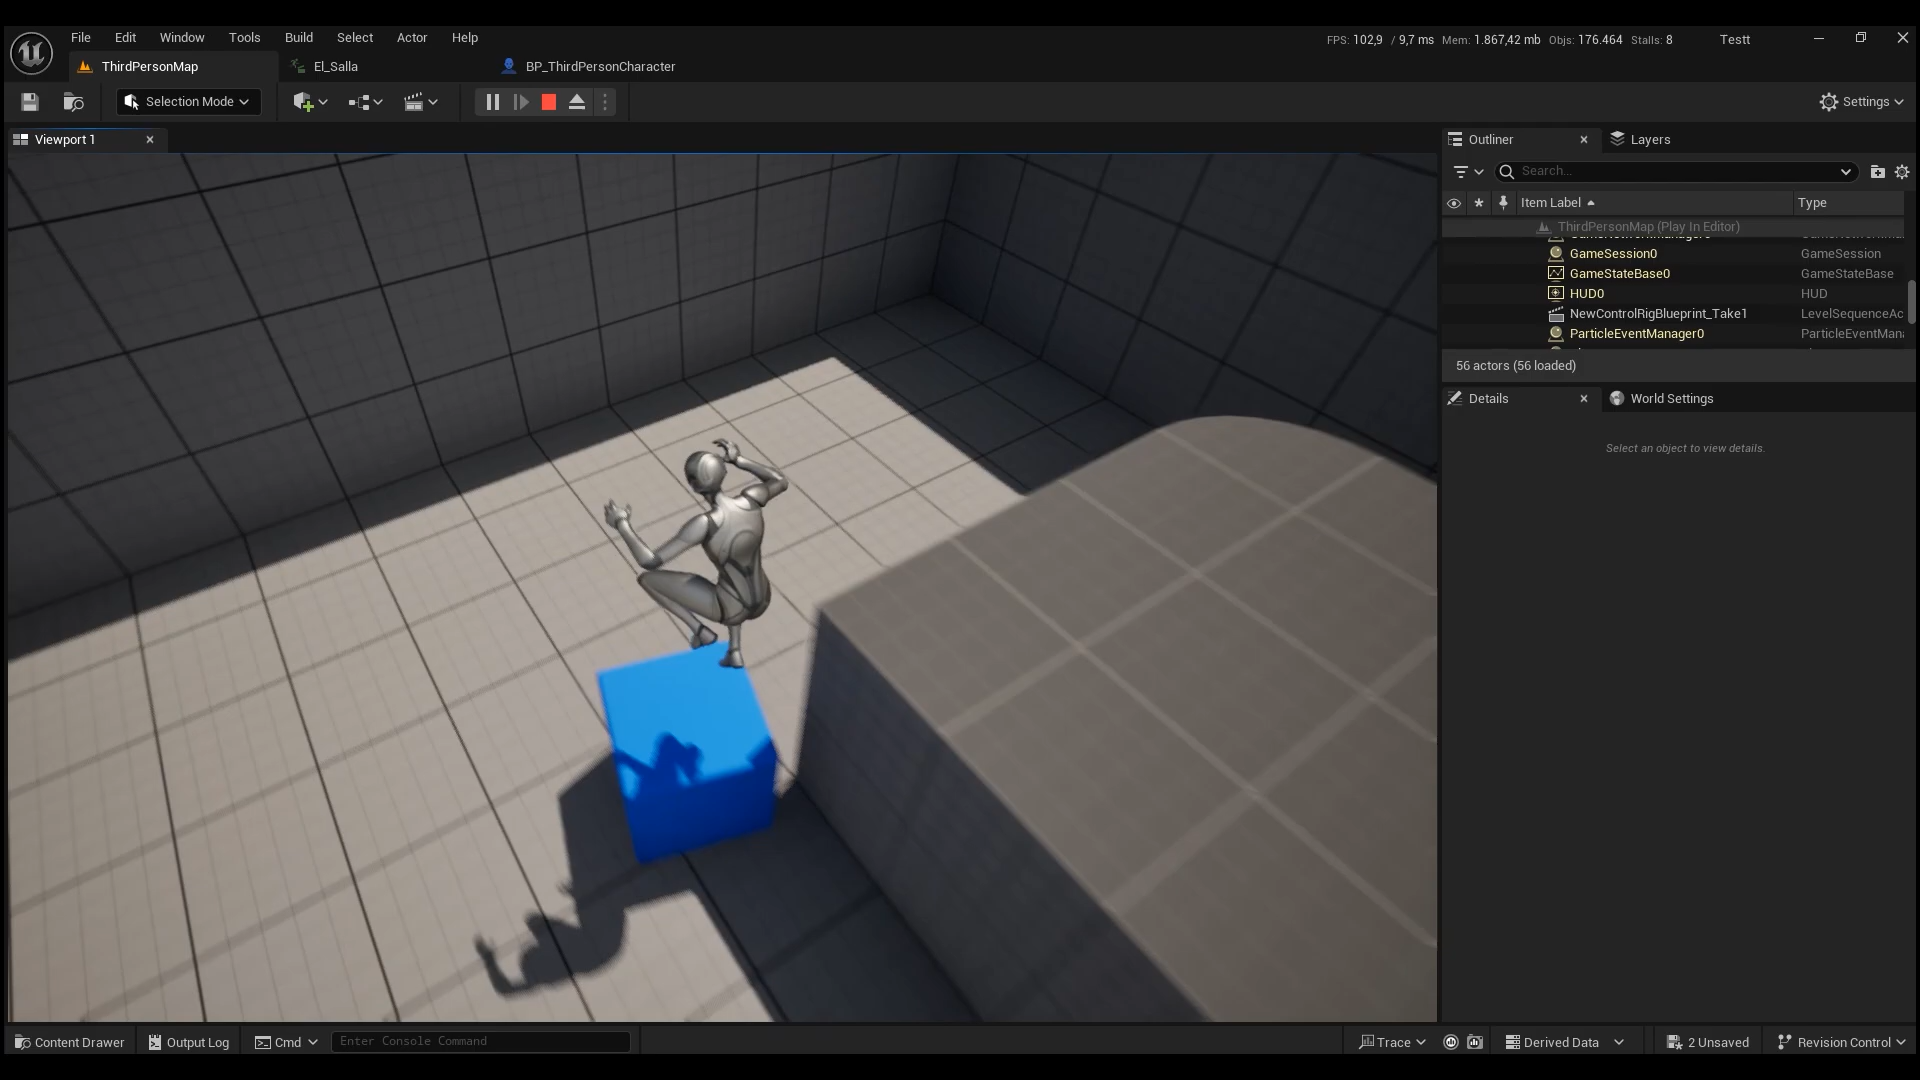 File Edit Window Tools Build Select Actor Help
FPS: 102,9 / 9,7 ms Mem: 1.867,42 mb Objs: 176.464 Stalls: 8 Testt
ThirdPersonMap El_Salla BP_ThirdPersonCharacter
Selection Mode Settings
Viewport 1
Outliner Layers
Search...
Item Label Type
ThirdPersonMap (Play In Editor)
GameSession0 GameSession
GameStateBase0 GameStateBase
HUD0 HUD
NewControlRigBlueprint_Take1 LevelSequenceAc
ParticleEventManager0 ParticleEventMana
56 actors (56 loaded)
Details World Settings
Select an object to view details.
Content Drawer Output Log Cmd Enter Console Command Trace Derived Data 2 Unsaved Revision Control